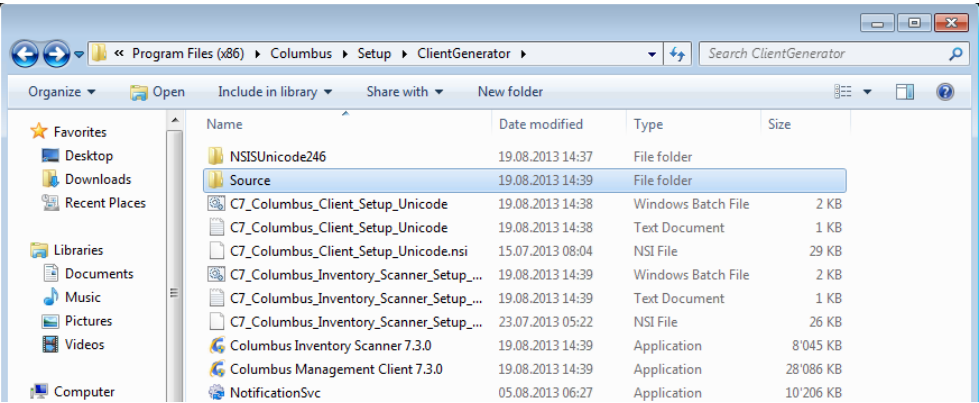 « Program Files (x86) ▸ Columbus ▸ Setup ▸ ClientGenerator ▸ Search ClientGenerator
Organize ▾ Open Include in library ▾ Share with ▾ New folder
Name Date modified Type Size
Favorites
Desktop
Downloads
Recent Places
Libraries
Documents
Music
Pictures
Videos
Computer
NSISUnicode246 19.08.2013 14:37 File folder
Source 19.08.2013 14:39 File folder
C7_Columbus_Client_Setup_Unicode 19.08.2013 14:38 Windows Batch File 2 KB
C7_Columbus_Client_Setup_Unicode 19.08.2013 14:38 Text Document 1 KB
C7_Columbus_Client_Setup_Unicode.nsi 15.07.2013 08:04 NSI File 29 KB
C7_Columbus_Inventory_Scanner_Setup_... 19.08.2013 14:39 Windows Batch File 2 KB
C7_Columbus_Inventory_Scanner_Setup_... 19.08.2013 14:39 Text Document 1 KB
C7_Columbus_Inventory_Scanner_Setup_... 23.07.2013 05:22 NSI File 26 KB
Columbus Inventory Scanner 7.3.0 19.08.2013 14:39 Application 8'045 KB
Columbus Management Client 7.3.0 19.08.2013 14:39 Application 28'086 KB
NotificationSvc 05.08.2013 06:27 Application 10'206 KB